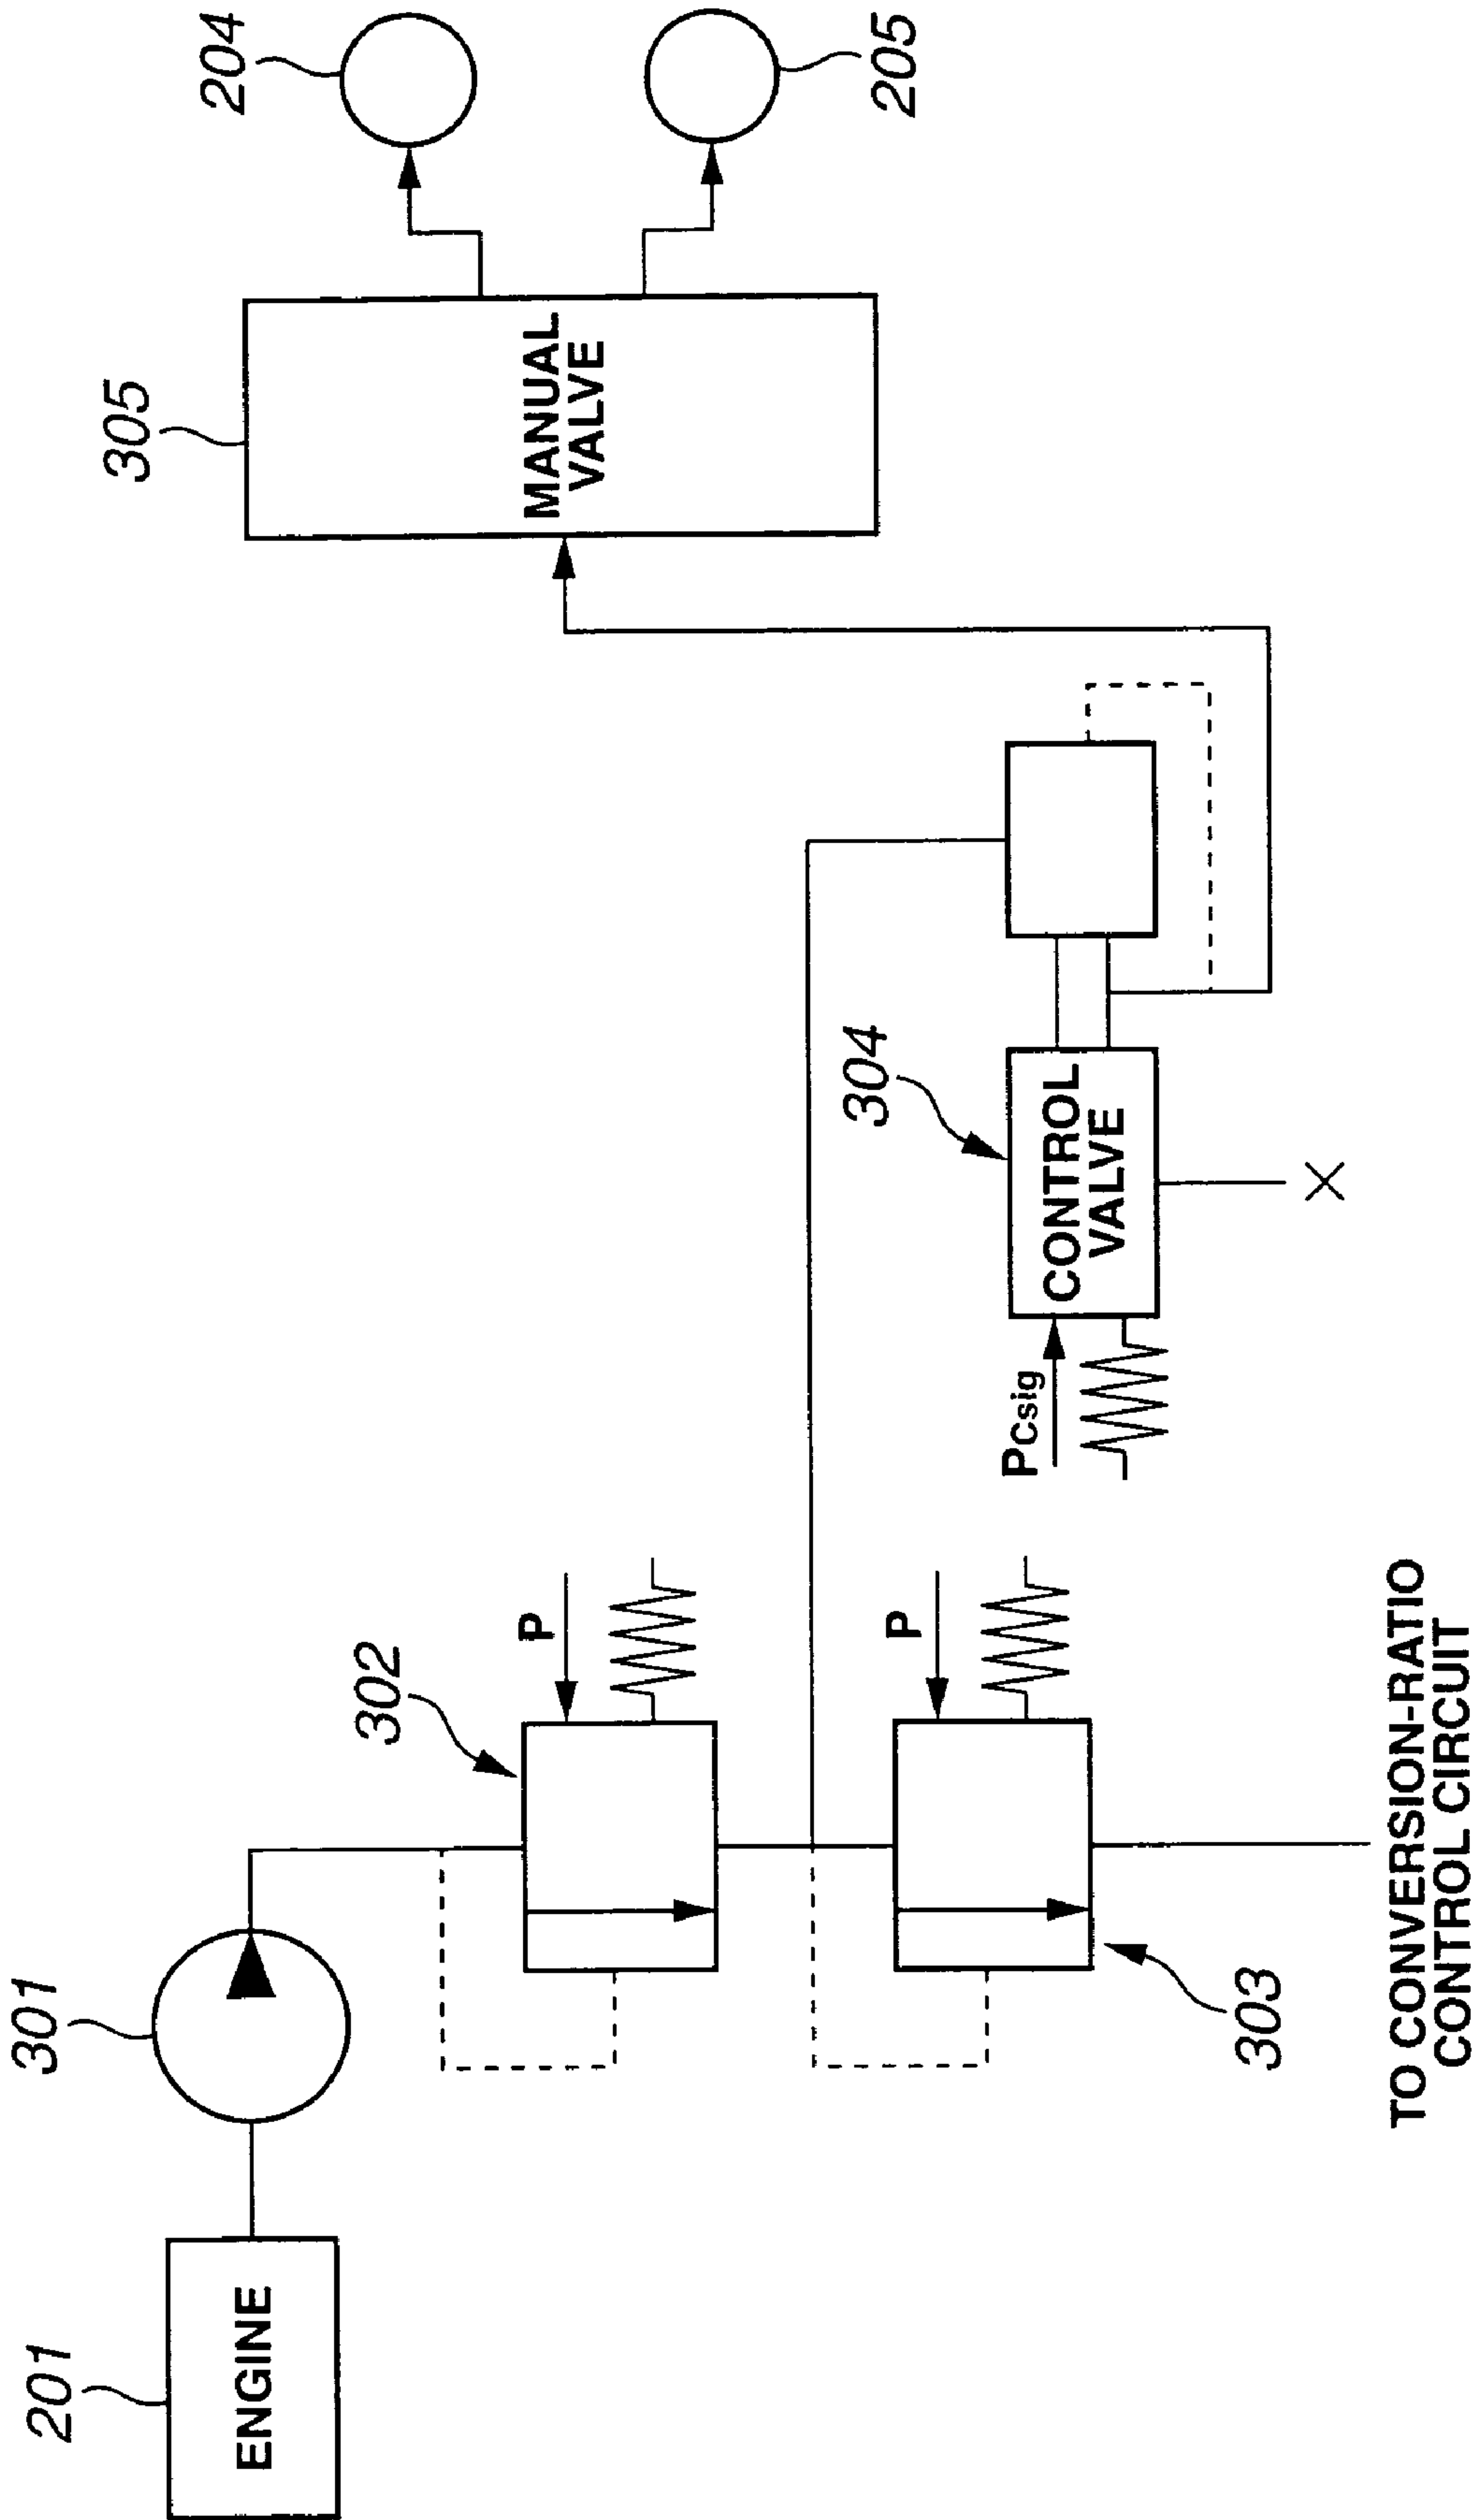 201
ENGINE
301
302
P
303
P
TO CONVERSION-RATIO
CONTROL CIRCUIT
304
PCsig
CONTROL
VALVE
X
305
MANUAL
VALVE
204
205